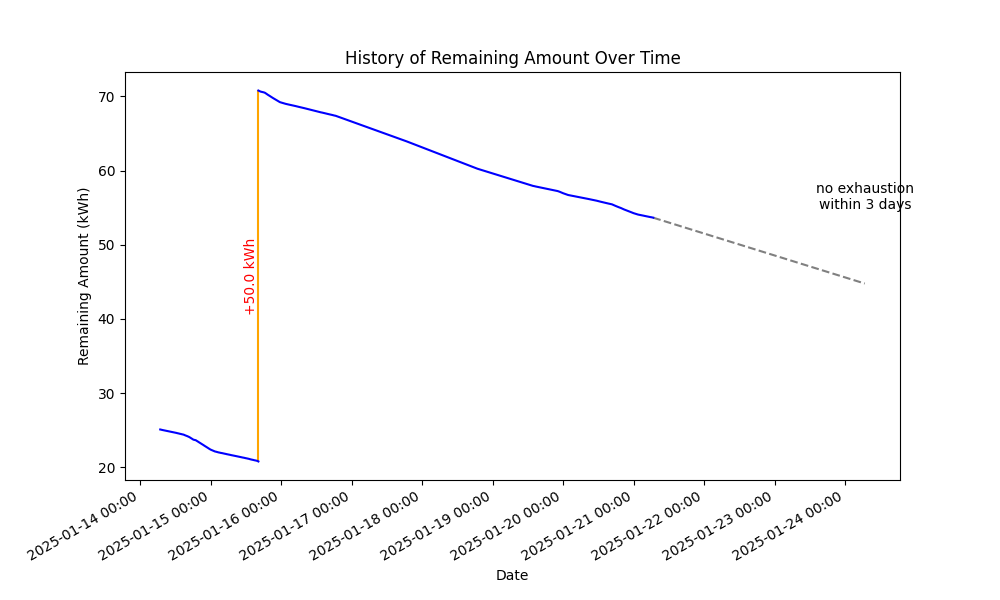 History of Remaining Amount Over Time
Remaining Amount (kWh)
70
60
50
40
30
20
+50.0 kWh
no exhaustion
within 3 days
2025-01-14 00:00
2025-01-15 00:00
2025-01-16 00:00
2025-01-17 00:00
2025-01-18 00:00
2025-01-19 00:00
2025-01-20 00:00
2025-01-21 00:00
2025-01-22 00:00
2025-01-23 00:00
2025-01-24 00:00
Date